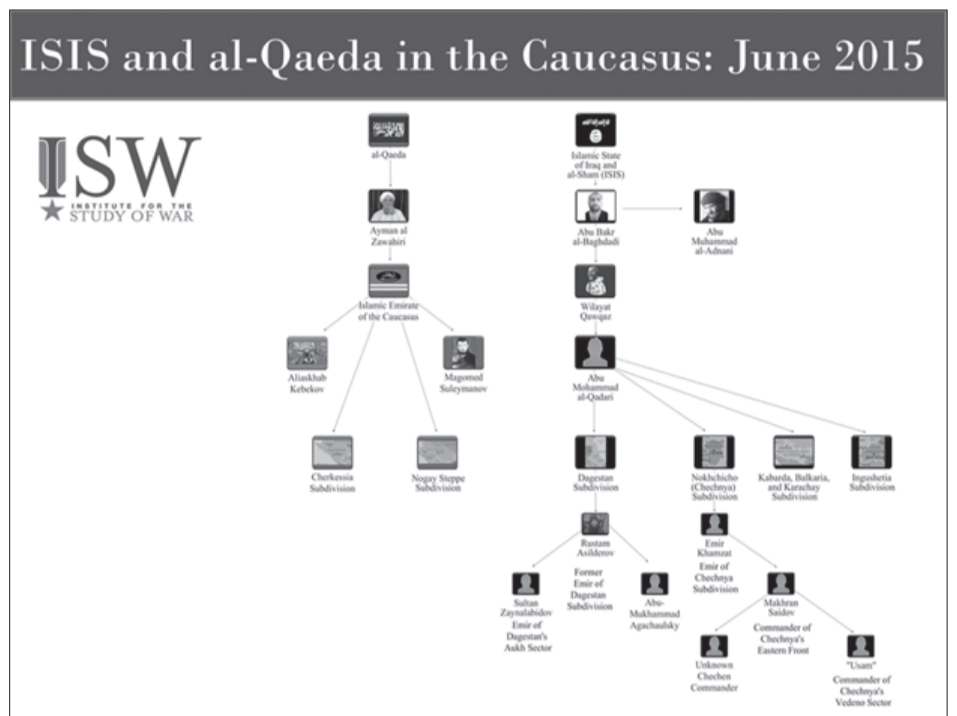 ISIS and al-Qaeda in the Caucasus: June 2015
ISW
INSTITUTE FOR THE
STUDY OF WAR
al-Qaeda
Ayman al
Zawahiri
Islamic Emirate
of the Caucasus
Aliaskhab
Kebekov
Magomed
Suleymanov
Cherkessia
Subdivision
Nogay Steppe
Subdivision
Islamic State
of Iraq and
al-Sham (ISIS)
Abu Bakr
al-Baghdadi
Abu
Muhammad
al-Adnani
Wilayat
Qawqaz
Abu
Mohammad
al-Qadari
Dagestan
Subdivision
Nokhchicho
(Chechnya)
Subdivision
Kabarda, Balkaria,
and Karachay
Subdivision
Ingushetia
Subdivision
Rustam
Asilderov
Former
Emir of
Dagestan
Subdivision
Sultan
Zaynalabidov
Emir of
Dagestan's
Aukh Sector
Abu-
Mukhammad
Agachaulsky
Emir
Khamzat
Emir of
Chechnya
Subdivision
Makhran
Saidov
Commander of
Chechnya's
Eastern Front
Unknown
Chechen
Commander
"Usam"
Commander of
Chechnya's
Vedeno Sector